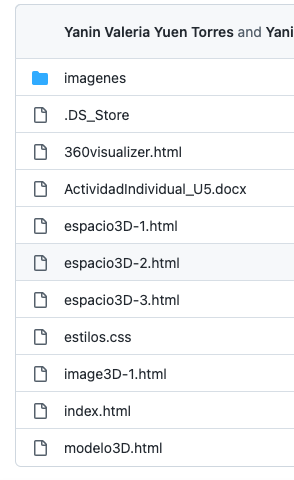 Yanin Valeria Yuen Torres and Yani
imagenes
.DS_Store
360visualizer.html
ActividadIndividual_U5.docx
espacio3D-1.html
espacio3D-2.html
espacio3D-3.html
estilos.css
image3D-1.html
index.html
modelo3D.html